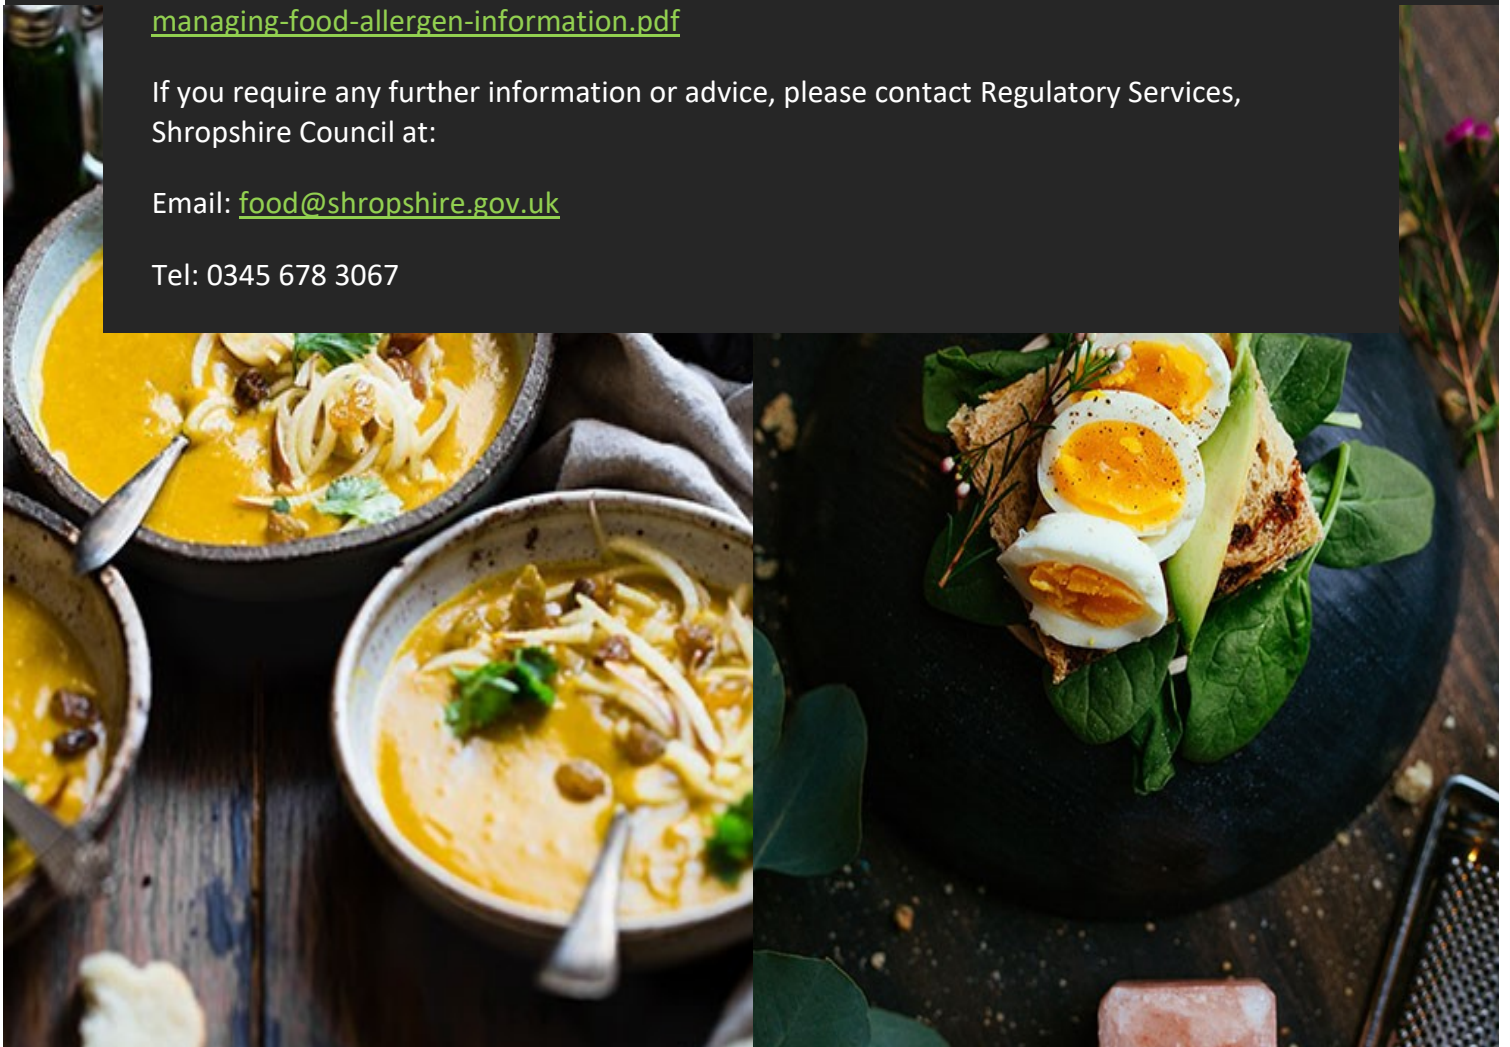 managing-food-allergen-information.pdf
If you require any further information or advice, please contact Regulatory Services,
Shropshire Council at:
Email: food@shropshire.gov.uk
Tel: 0345 678 3067